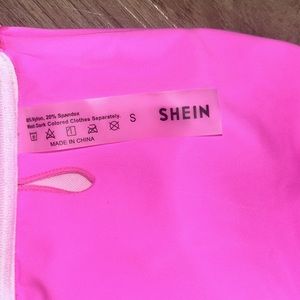 80% Nylon, 20% Spandex
Wash Dark Colored Clothes Separately.
S
SHEIN
MADE IN CHINA